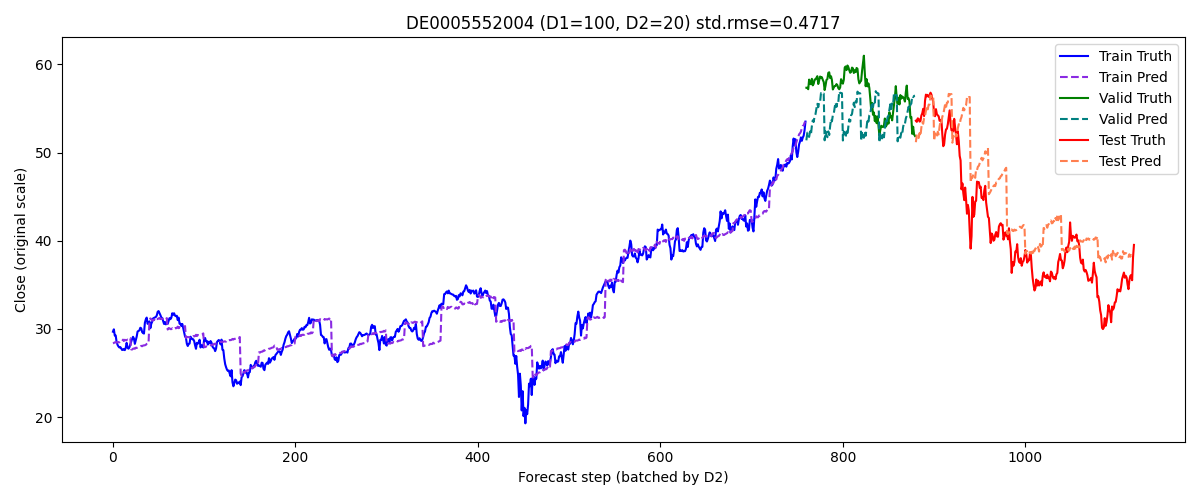 DE0005552004 (D1=100, D2=20) std.rmse=0.4717
Close (original scale)
60
50
40
30
20
0
200
400
600
800
1000
Forecast step (batched by D2)
Train Truth
Train Pred
Valid Truth
Valid Pred
Test Truth
Test Pred